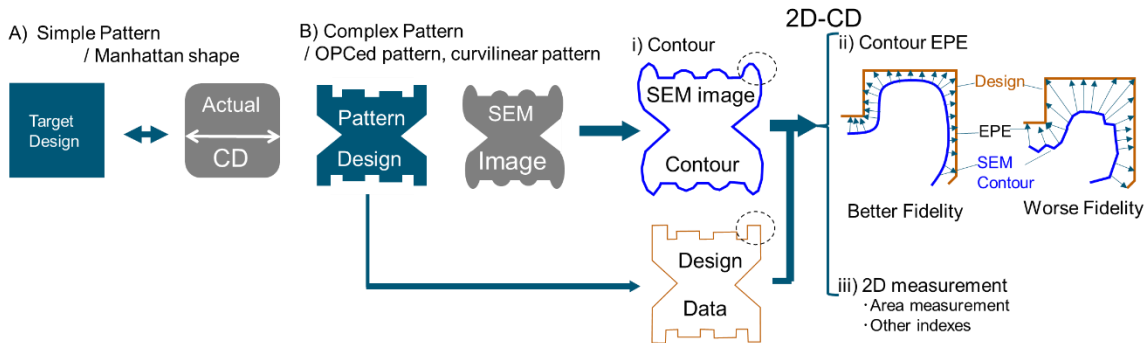 A) Simple Pattern
/ Manhattan shape
Target
Design
Actual
CD
B) Complex Pattern
/ OPCed pattern, curvilinear pattern
Pattern
Design
SEM
Image
i) Contour
SEM image
Contour
Design
Data
2D-CD
ii) Contour EPE
Design
EPE
SEM
Contour
Better Fidelity
Worse Fidelity
iii) 2D measurement
・Area measurement
・Other indexes